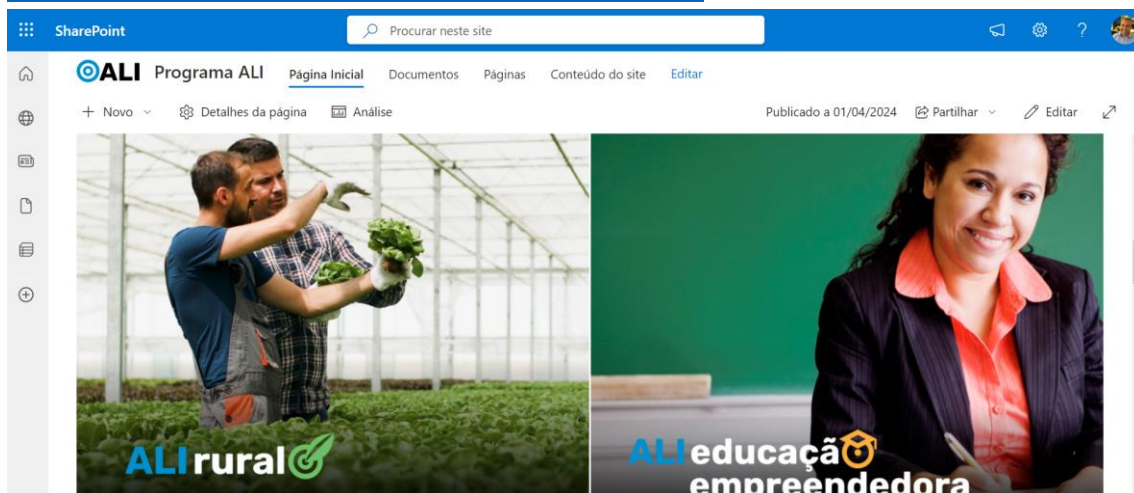 SharePoint
Procurar neste site
?
ALI Programa ALI Página Inicial Documentos Páginas Conteúdo do site Editar
+ Novo Detalhes da página Análise Publicado a 01/04/2024 Partilhar Editar
ALI rural
ALI educação
empreendedora